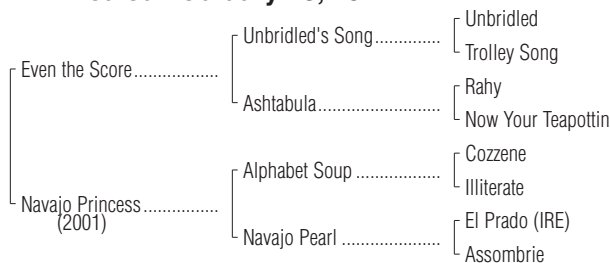 Unbridled
Unbridled's Song..............
Trolley Song
Even the Score..................
Rahy
Ashtabula..........................
Now Your Teapottin
Cozzene
Alphabet Soup ..................
Illiterate
Navajo Princess................
(2001)
El Prado (IRE)
Navajo Pearl .....................
Assombrie